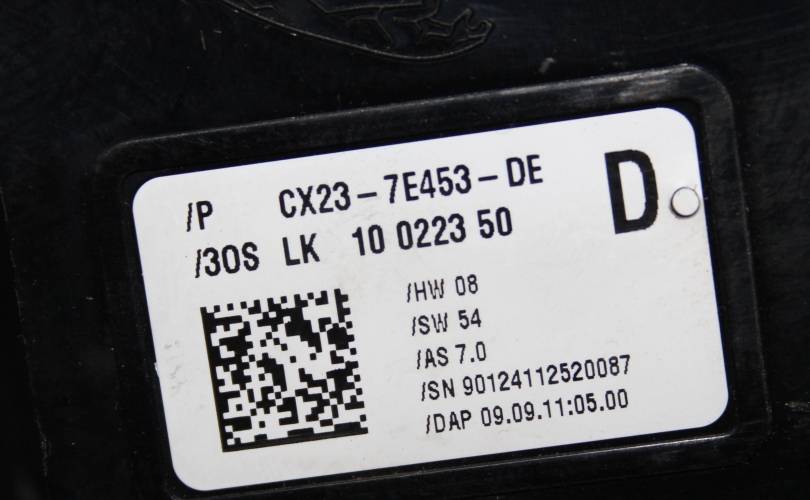 /P CX23-7E453-DE
D
/30S LK 10 0223 50
/HW 08
/SW 54
/AS 7.0
/SN 90124112520087
/DAP 09.09.11:05.00